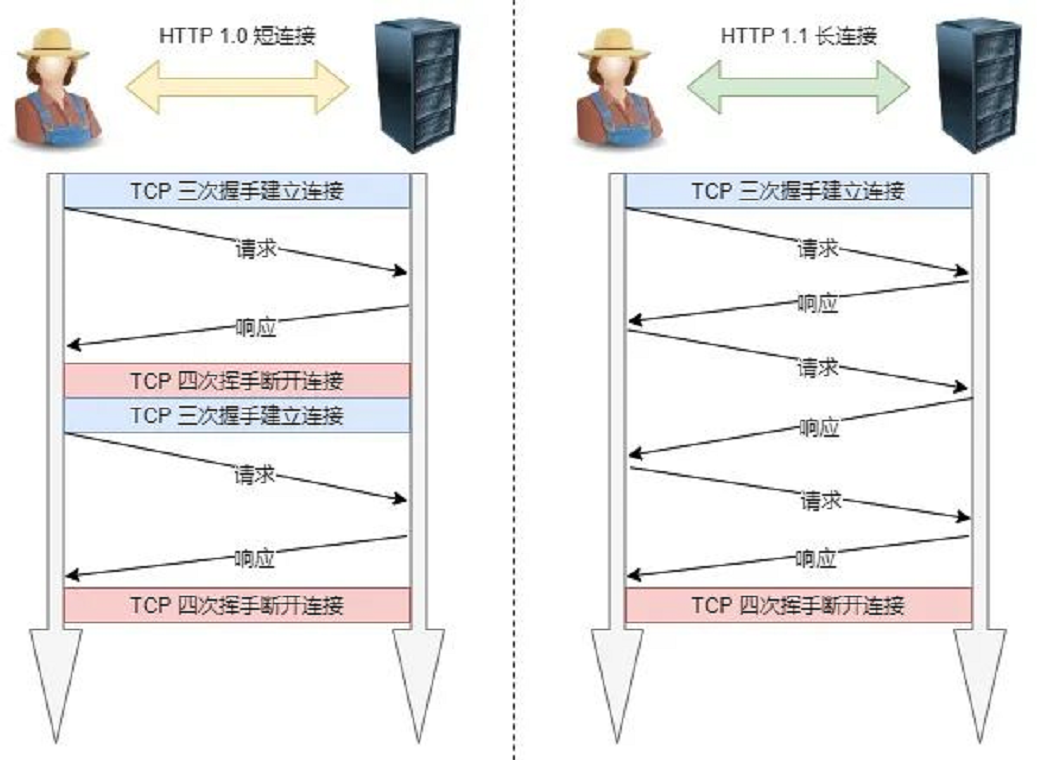 HTTP 1.0 短连接
TCP 三次握手建立连接
请求
响应
TCP 四次挥手断开连接
TCP 三次握手建立连接
请求
响应
TCP 四次挥手断开连接
HTTP 1.1 长连接
TCP 三次握手建立连接
请求
响应
请求
响应
请求
响应
TCP 四次挥手断开连接